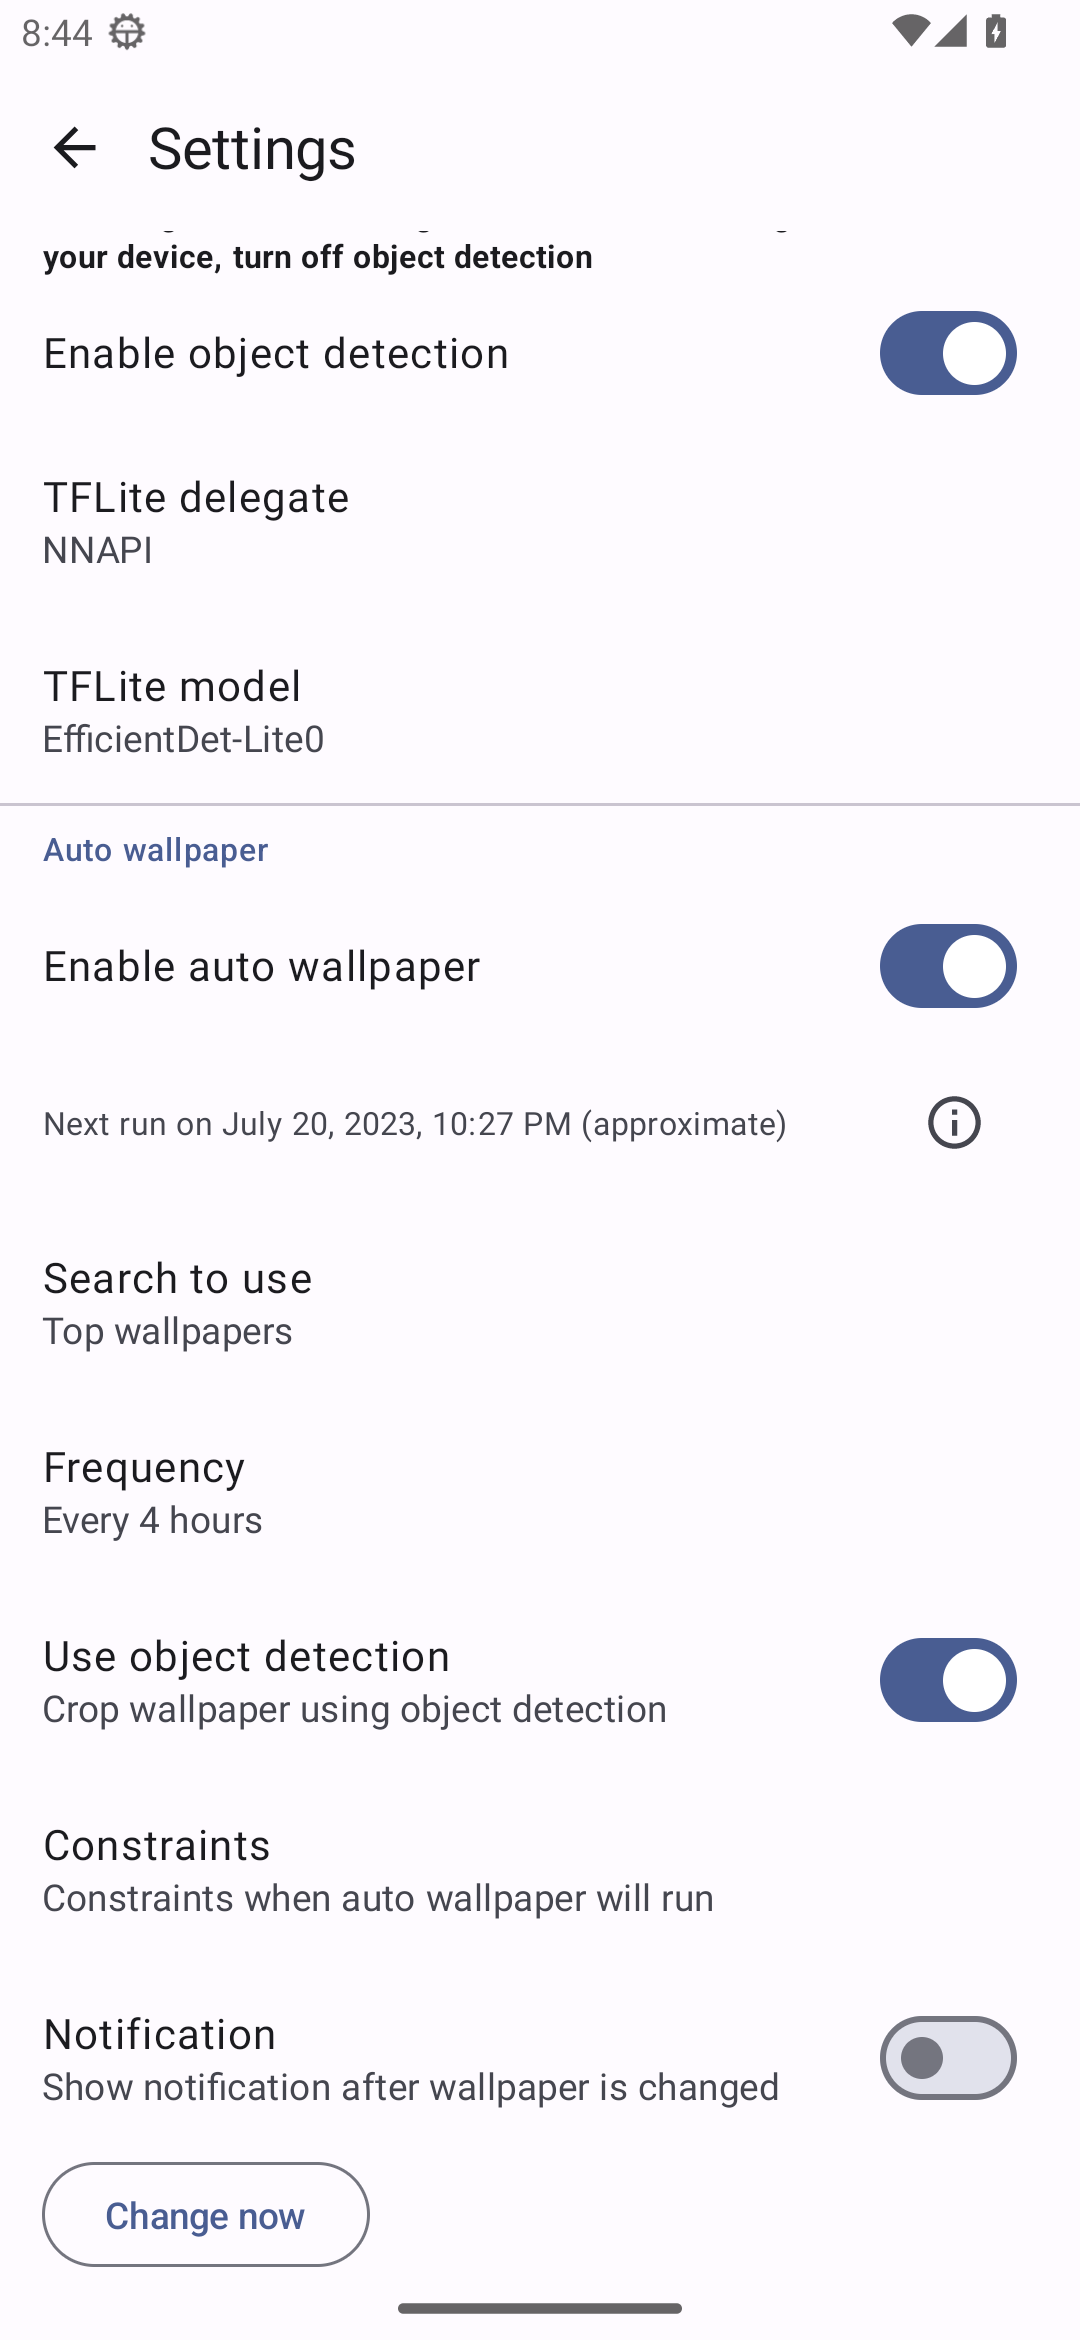 8:44
Settings
your device, turn off object detection
Enable object detection
TFLite delegate
NNAPI
TFLite model
EfficientDet-Lite0
Auto wallpaper
Enable auto wallpaper
Next run on July 20, 2023, 10:27 PM (approximate)
Search to use
Top wallpapers
Frequency
Every 4 hours
Use object detection
Crop wallpaper using object detection
Constraints
Constraints when auto wallpaper will run
Notification
Show notification after wallpaper is changed
Change now